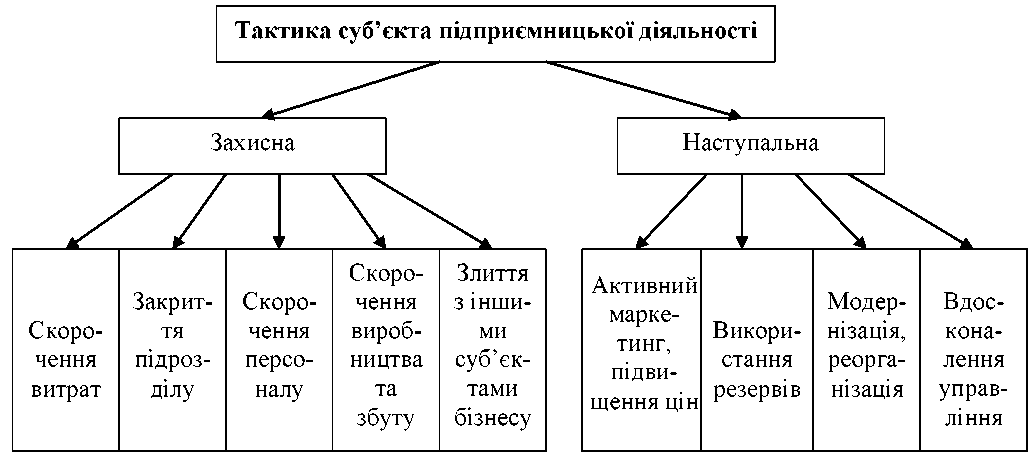 Тактика суб’єкта підприємницької діяльності
Захисна
Наступальна
Скоро-
чення
витрат
Закрит-
тя
підроз-
ділу
Скоро-
чення
персо-
налу
Скоро-
чення
вироб-
ництва
та
збуту
Злиття
з інши-
ми
суб’єк-
тами
бізнесу
Активний
марке-
тинг,
підви-
щення цін
Викори-
стання
резервів
Модер-
нізація,
реорга-
нізація
Вдос-
кона-
лення
управ-
ління